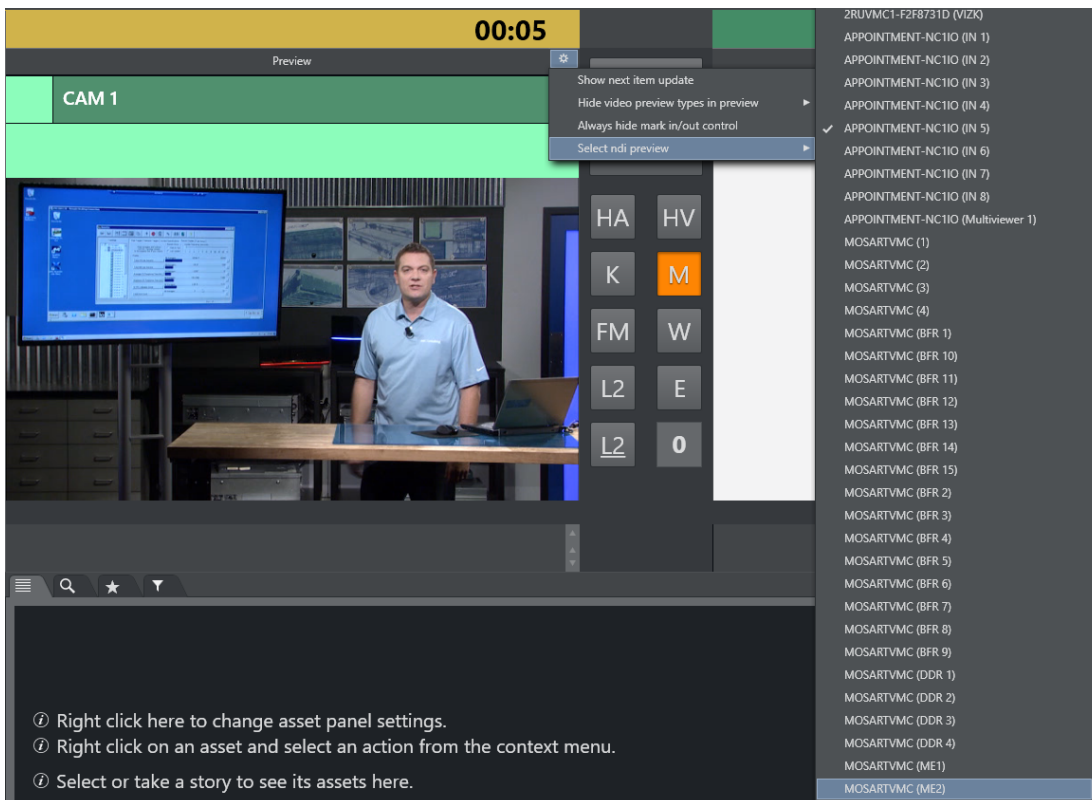 00:05
Preview
CAM 1
Show next item update
Hide video preview types in preview
Always hide mark in/out control
Select ndi preview
HA HV
K M
FM W
L2 E
L2 0
2RUVMC1-F2F8731D (VIZK)
APPOINTMENT-NC1IO (IN 1)
APPOINTMENT-NC1IO (IN 2)
APPOINTMENT-NC1IO (IN 3)
APPOINTMENT-NC1IO (IN 4)
APPOINTMENT-NC1IO (IN 5)
APPOINTMENT-NC1IO (IN 6)
APPOINTMENT-NC1IO (IN 7)
APPOINTMENT-NC1IO (IN 8)
APPOINTMENT-NC1IO (Multiviewer 1)
MOSARTVMC (1)
MOSARTVMC (2)
MOSARTVMC (3)
MOSARTVMC (4)
MOSARTVMC (BFR 1)
MOSARTVMC (BFR 10)
MOSARTVMC (BFR 11)
MOSARTVMC (BFR 12)
MOSARTVMC (BFR 13)
MOSARTVMC (BFR 14)
MOSARTVMC (BFR 15)
MOSARTVMC (BFR 2)
MOSARTVMC (BFR 3)
MOSARTVMC (BFR 4)
MOSARTVMC (BFR 5)
MOSARTVMC (BFR 6)
MOSARTVMC (BFR 7)
MOSARTVMC (BFR 8)
MOSARTVMC (BFR 9)
MOSARTVMC (DDR 1)
MOSARTVMC (DDR 2)
MOSARTVMC (DDR 3)
MOSARTVMC (DDR 4)
MOSARTVMC (ME1)
MOSARTVMC (ME2)
Right click here to change asset panel settings.
Right click on an asset and select an action from the context menu.
Select or take a story to see its assets here.